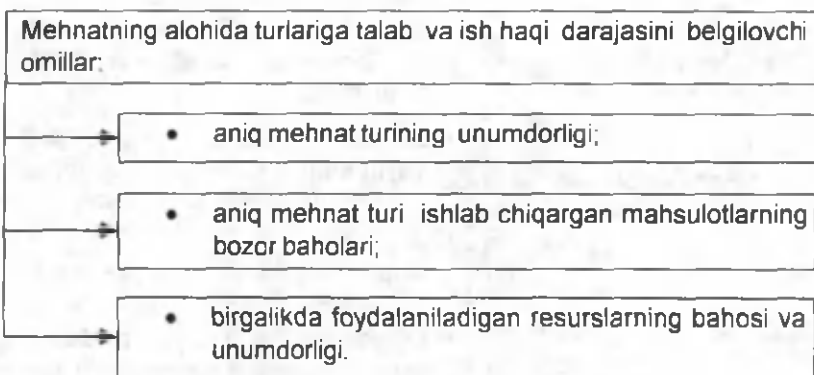 Mehnatning alohida turlariga talab va ish haqi darajasini belgilovchi
omillar:
• aniq mehnat turining unumdorligi;
• aniq mehnat turi ishlab chiqargan mahsulotlarning
bozor baholari;
• birgalikda foydalaniladigan resurslarning bahosi va
unumdorligi.